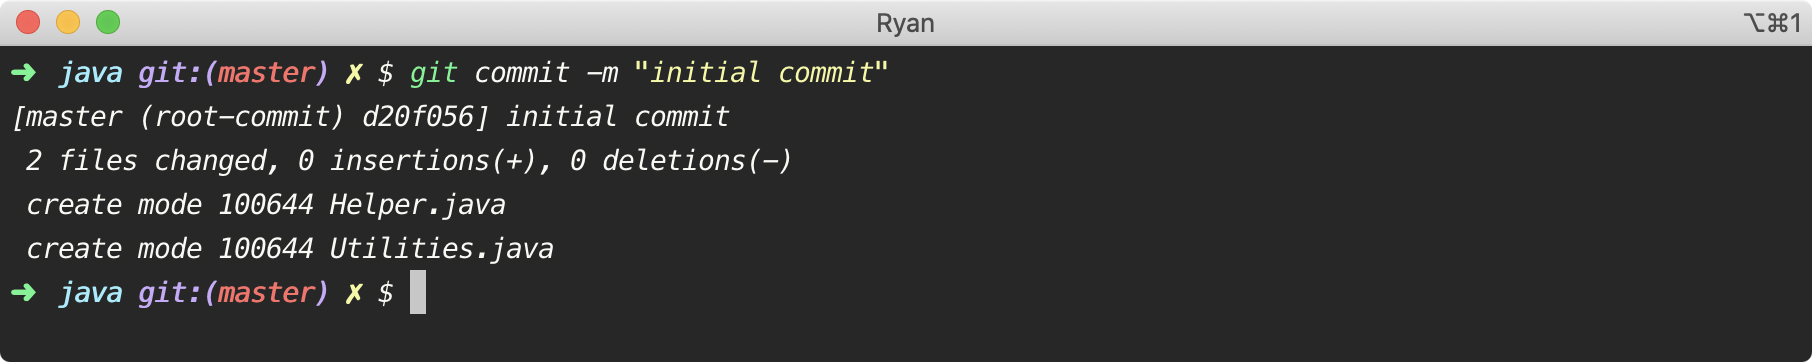 Ryan
⌥⌘1
➜ java git:(master) ✗ $ git commit -m "initial commit"
[master (root-commit) d20f056] initial commit
2 files changed, 0 insertions(+), 0 deletions(-)
create mode 100644 Helper.java
create mode 100644 Utilities.java
➜ java git:(master) ✗ $